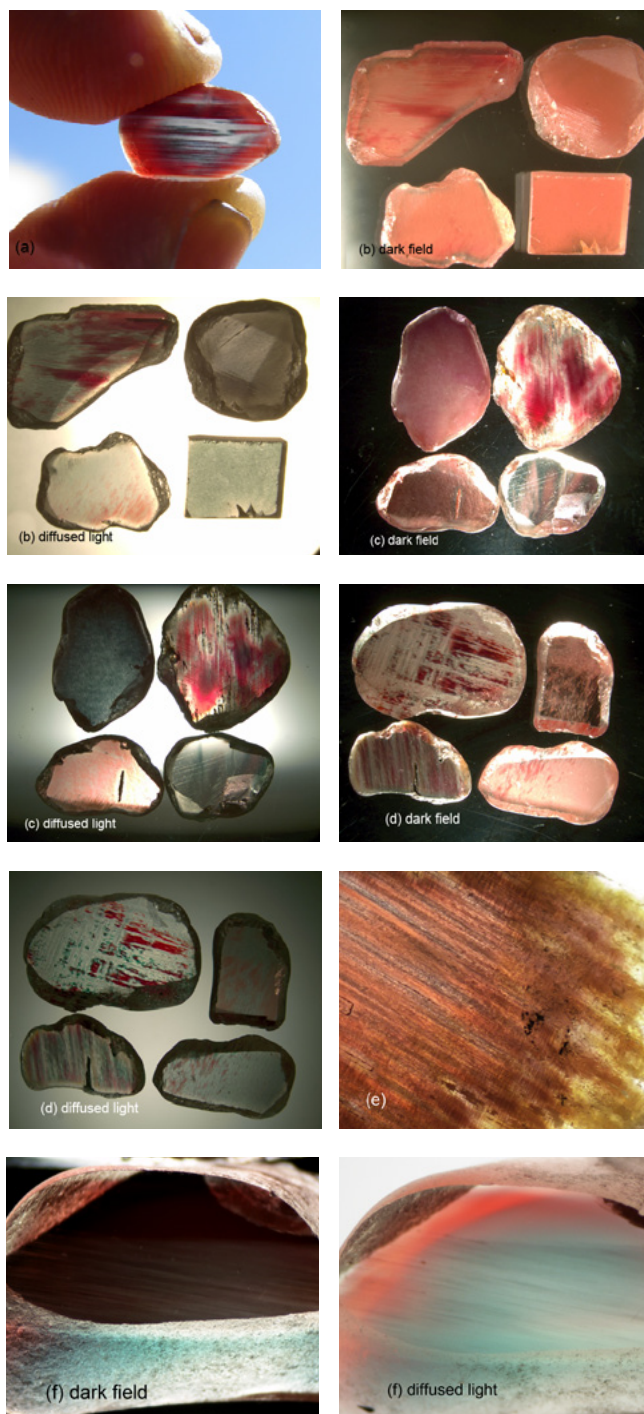 (a)
(b) dark field
(b) diffused light
(c) dark field
(c) diffused light
(d) dark field
(d) diffused light
(e)
(f) dark field
(f) diffused light